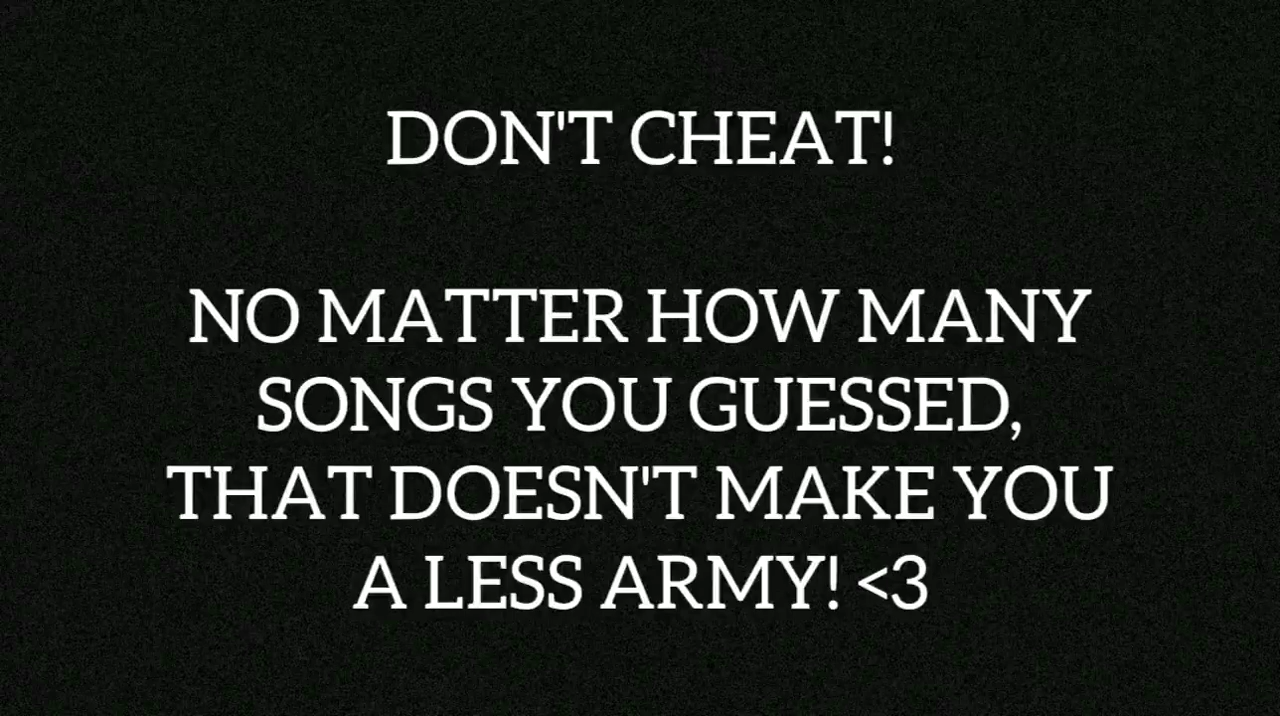 DON'T CHEAT!
NO MATTER HOW MANY
SONGS YOU GUESSED,
THAT DOESN'T MAKE YOU
A LESS ARMY! <3